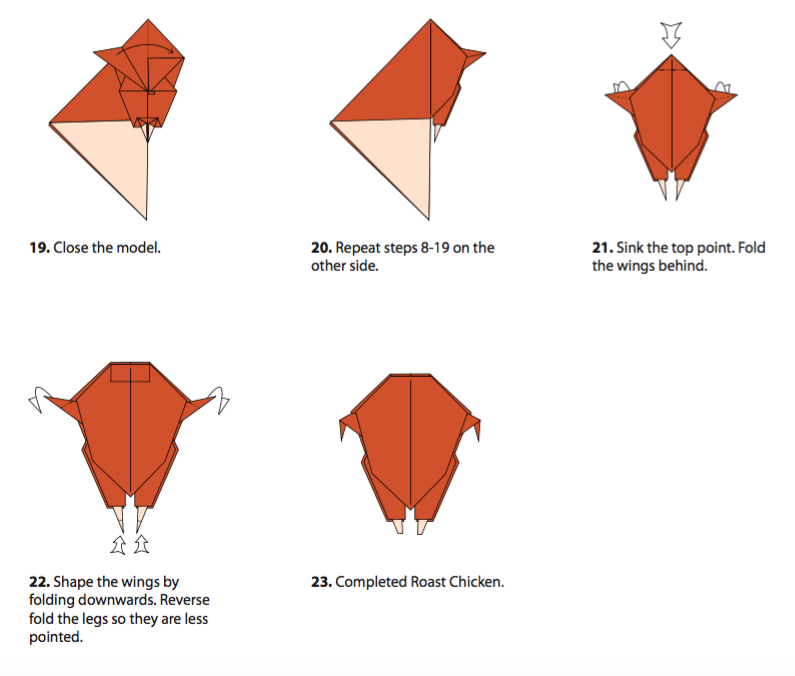 19. Close the model.
20. Repeat steps 8-19 on the
other side.
21. Sink the top point. Fold
the wings behind.
22. Shape the wings by
folding downwards. Reverse
fold the legs so they are less
pointed.
23. Completed Roast Chicken.